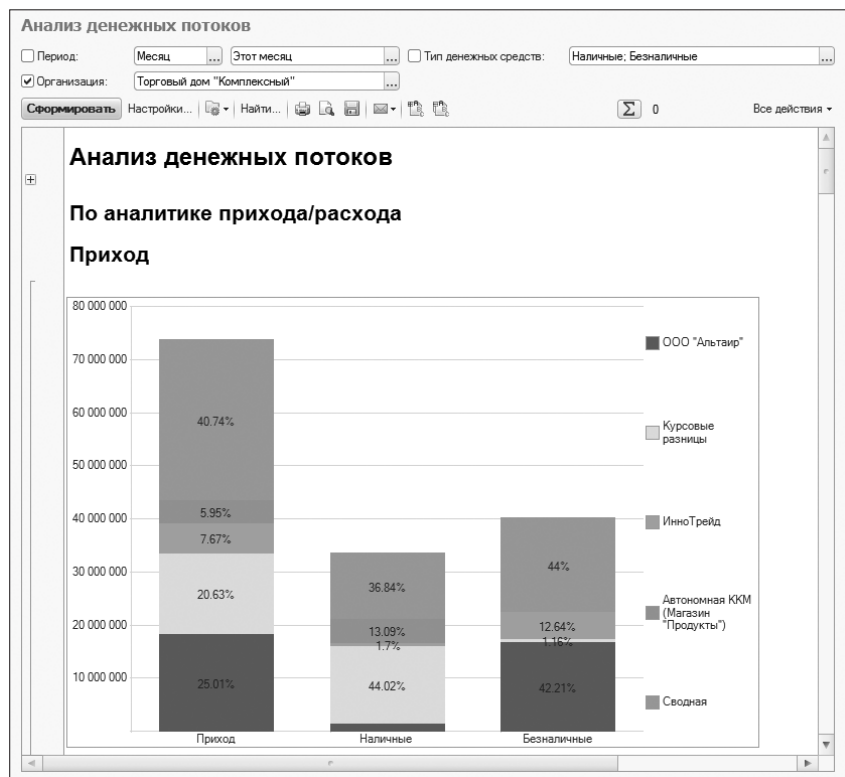 Анализ денежных потоков
Период: Месяц ... Этот месяц ... Тип денежных средств: Наличные; Безналичные ...
Организация: Торговый дом "Комплексный" ...
Сформировать Настройки... Найти... Σ 0 Все действия
Анализ денежных потоков
По аналитике прихода/расхода
Приход
80 000 000
70 000 000
60 000 000
50 000 000
40 000 000
30 000 000
20 000 000
10 000 000
40.74%
5.95%
7.67%
20.63%
25.01%
36.84%
13.09%
1.7%
44.02%
44%
12.64%
1.16%
42.21%
Приход Наличные Безналичные
ООО "Альтаир"
Курсовые
разницы
ИнноТрейд
Автономная ККМ
(Магазин
"Продукты")
Сводная